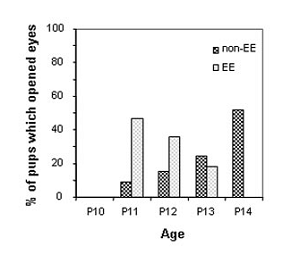 % of pups which opened eyes
100
80
60
40
20
0
non-EE
EE
P10 P11 P12 P13 P14
Age